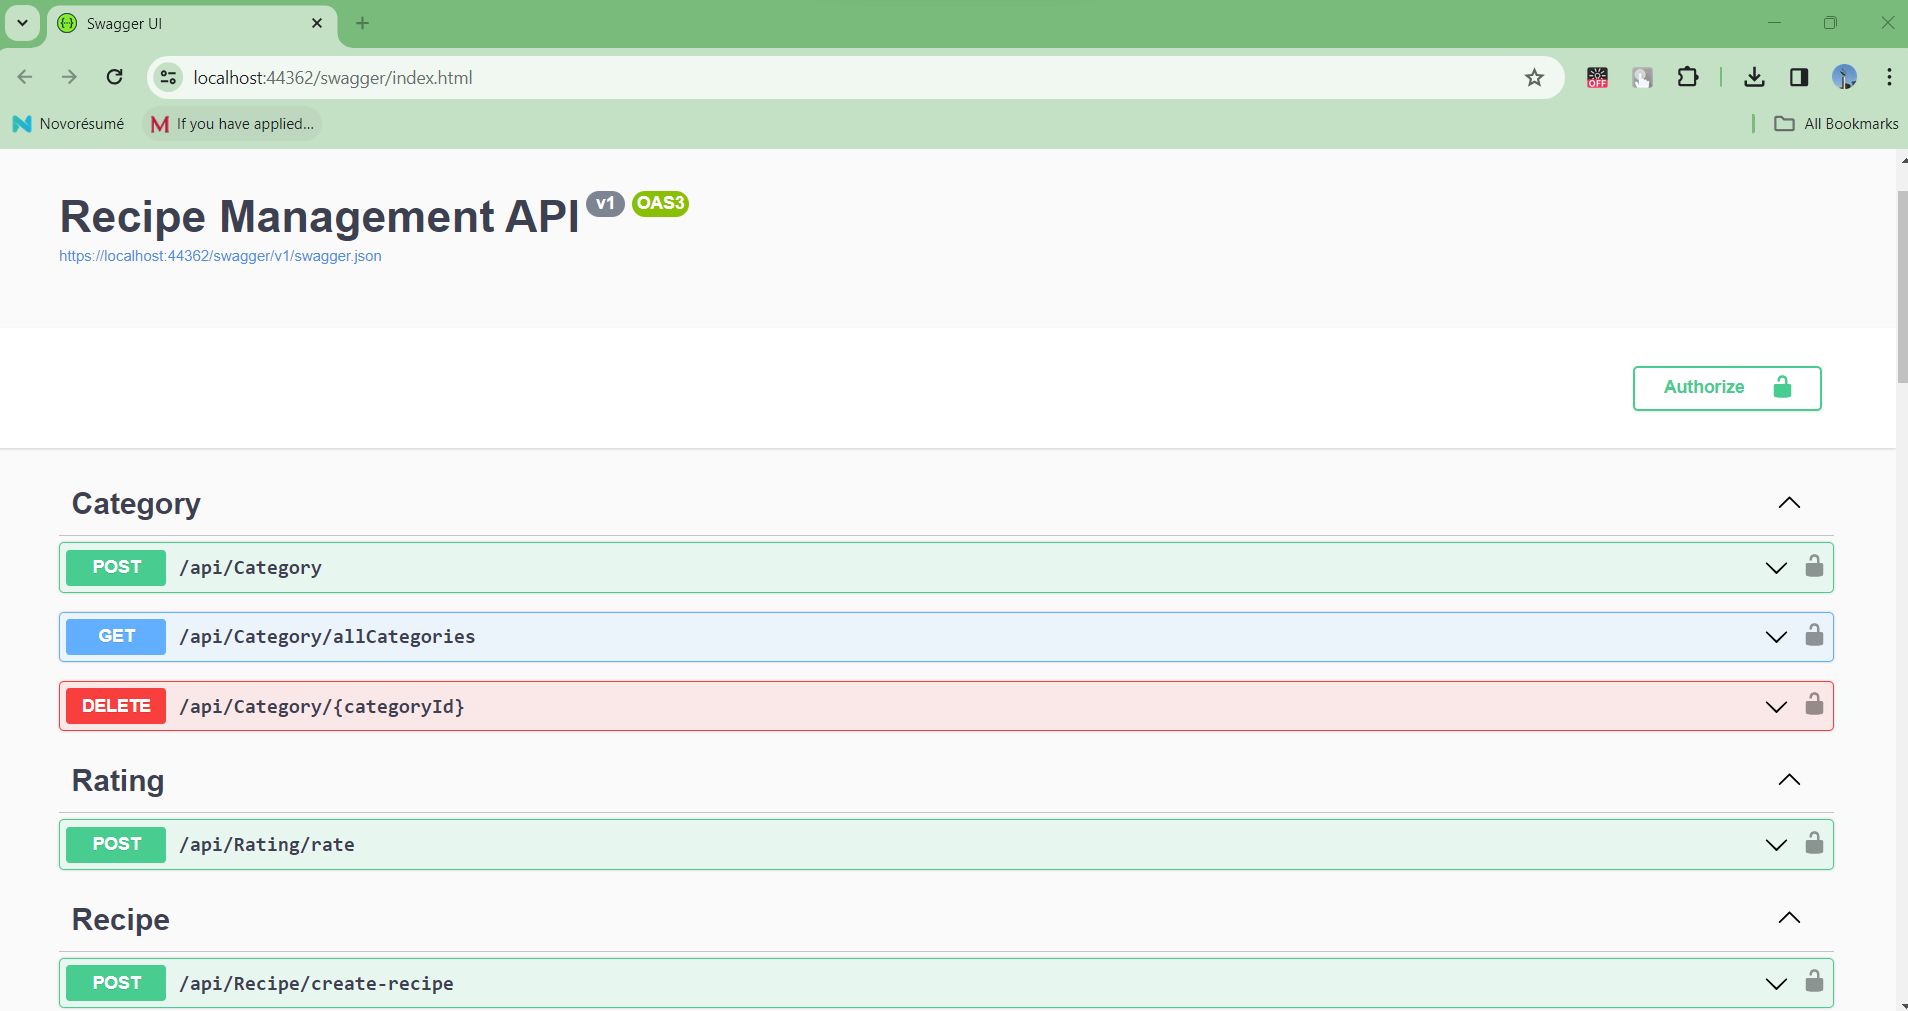 Swagger UI
localhost:44362/swagger/index.html
OFF
Novorésumé
If you have applied...
All Bookmarks
Recipe Management API v1 OAS3
https://localhost:44362/swagger/v1/swagger.json
Authorize
Category
POST /api/Category
GET /api/Category/allCategories
DELETE /api/Category/{categoryId}
Rating
POST /api/Rating/rate
Recipe
POST /api/Recipe/create-recipe